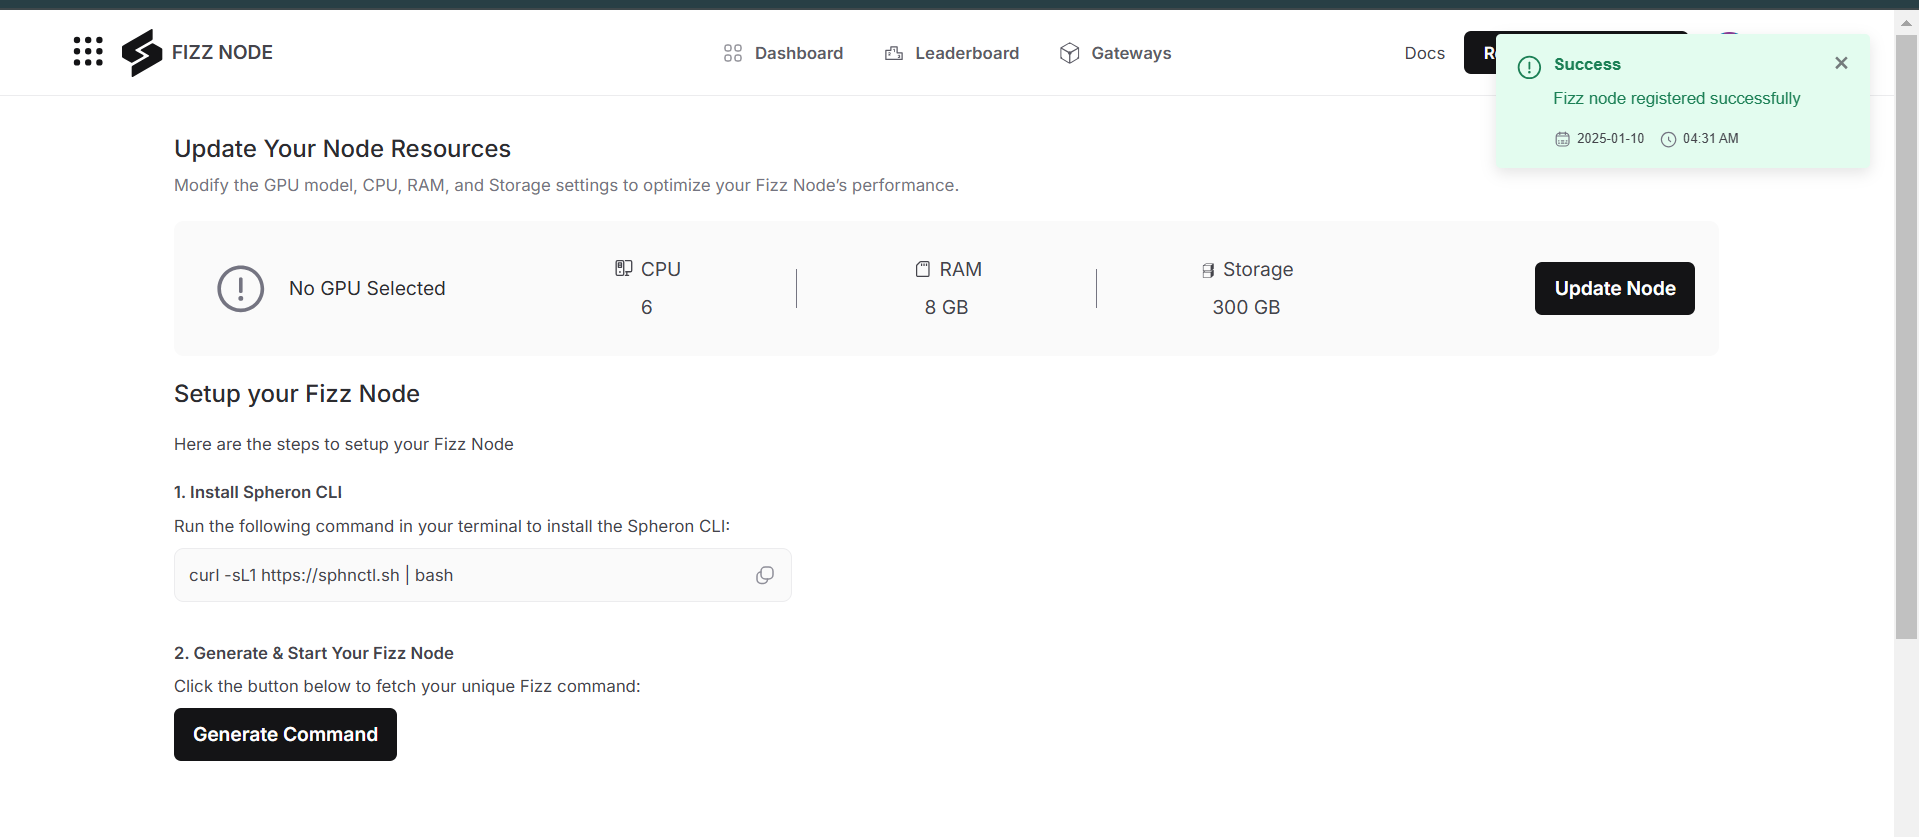 FIZZ NODE
Dashboard
Leaderboard
Gateways
Docs
Success
Fizz node registered successfully
2025-01-10
04:31 AM
Update Your Node Resources
Modify the GPU model, CPU, RAM, and Storage settings to optimize your Fizz Node’s performance.
No GPU Selected
CPU
6
RAM
8 GB
Storage
300 GB
Update Node
Setup your Fizz Node
Here are the steps to setup your Fizz Node
1. Install Spheron CLI
Run the following command in your terminal to install the Spheron CLI:
curl -sL1 https://sphnctl.sh | bash
2. Generate & Start Your Fizz Node
Click the button below to fetch your unique Fizz command:
Generate Command